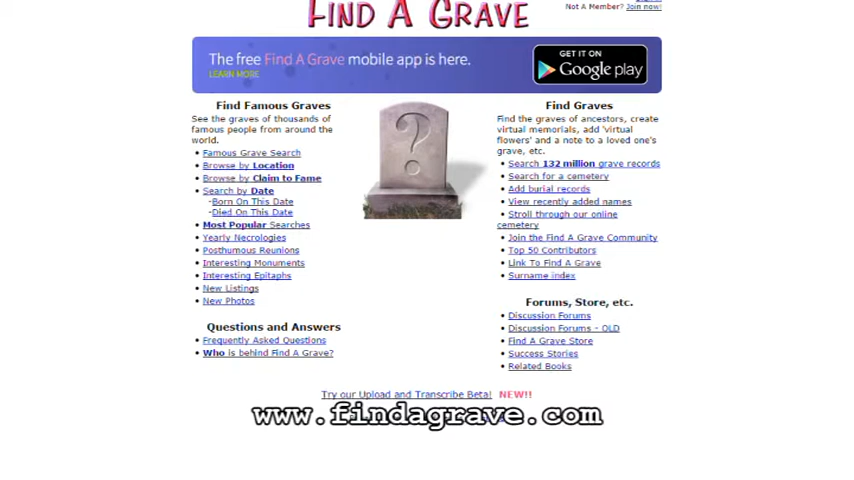 FIND A GRAVE
Not A Member? Join now!
The free Find A Grave mobile app is here.
LEARN MORE
GET IT ON
Google play
Find Famous Graves
See the graves of thousands of
famous people from around the
world.
• Famous Grave Search
• Browse by Location
• Browse by Claim to Fame
• Search by Date
-Born On This Date
-Died On This Date
• Most Popular Searches
• Yearly Necrologies
• Posthumous Reunions
• Interesting Monuments
• Interesting Epitaphs
• New Listings
• New Photos
Questions and Answers
• Frequently Asked Questions
• Who is behind Find A Grave?
?
Find Graves
Find the graves of ancestors, create
virtual memorials, add 'virtual
flowers' and a note to a loved one's
grave, etc.
• Search 132 million grave records
• Search for a cemetery
• Add burial records
• View recently added names
• Stroll through our online
cemetery
• Join the Find A Grave Community
• Top 50 Contributors
• Link To Find A Grave
• Surname index
Forums, Store, etc.
• Discussion Forums
• Discussion Forums - OLD
• Find A Grave Store
• Success Stories
• Related Books
Try our Upload and Transcribe Beta! NEW!!
www.findagrave.com